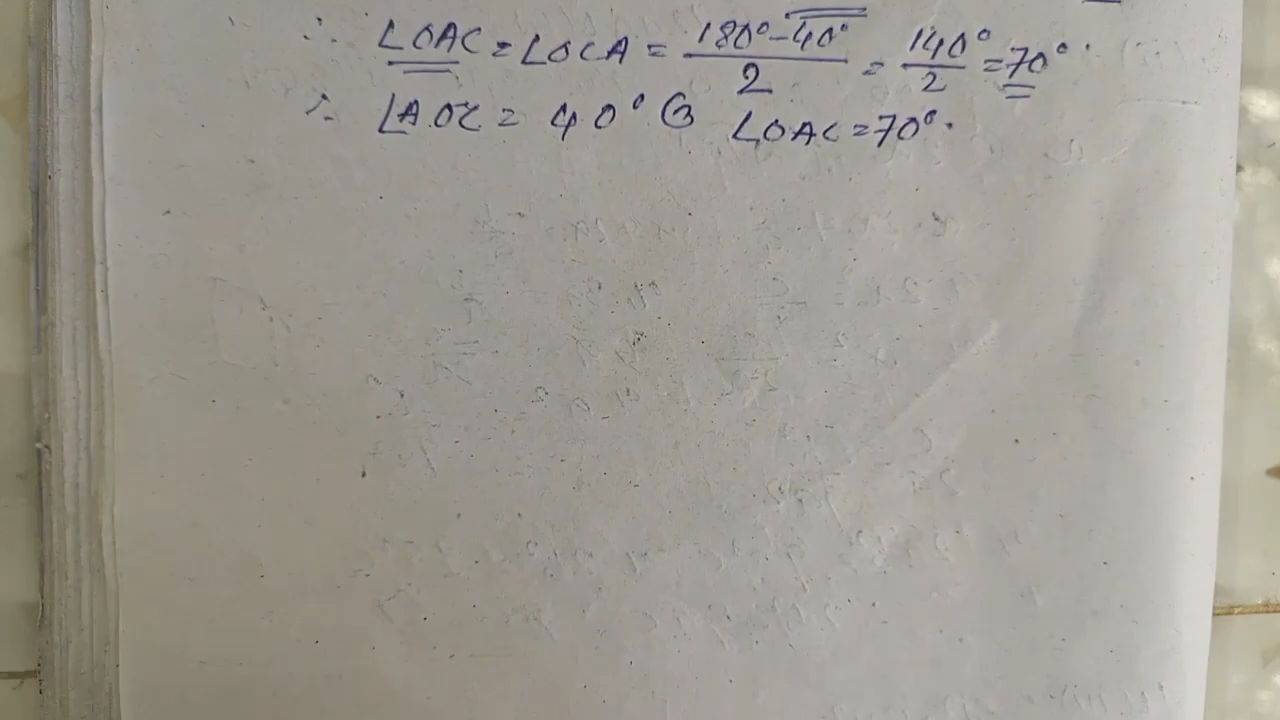 ∴ ∠OAC = ∠OCA = (180° - 40°)/2 = 140°/2 = 70°.
∴ ∠AOC = 40° ও ∠OAC = 70°.